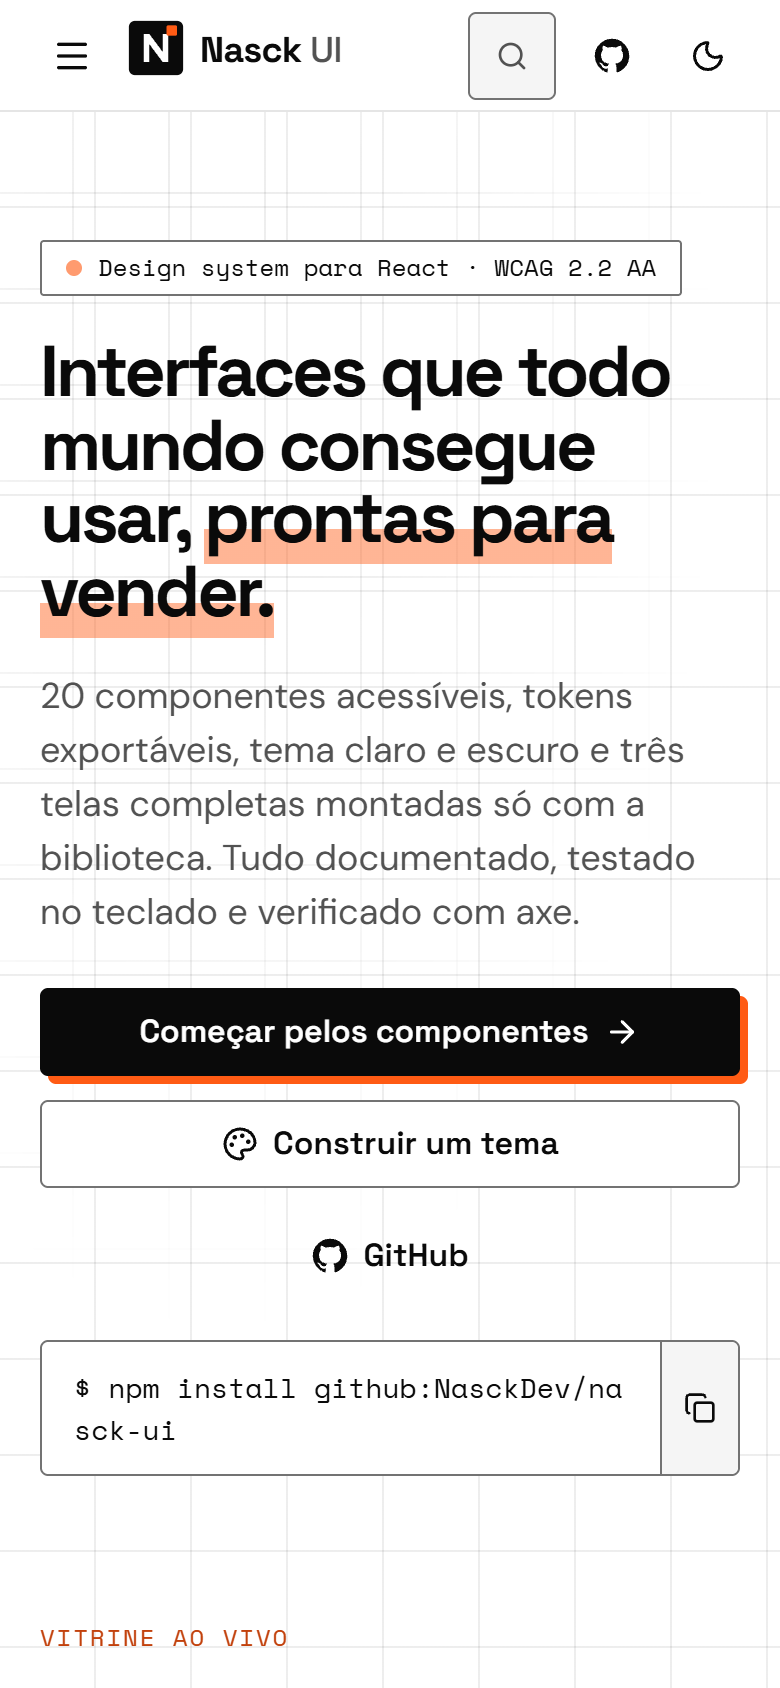 Nasck UI
Design system para React · WCAG 2.2 AA
Interfaces que todo
mundo consegue
usar, prontas para
vender.
20 componentes acessíveis, tokens
exportáveis, tema claro e escuro e três
telas completas montadas só com a
biblioteca. Tudo documentado, testado
no teclado e verificado com axe.
Começar pelos componentes →
Construir um tema
GitHub
$ npm install github:NasckDev/na
sck-ui
VITRINE AO VIVO